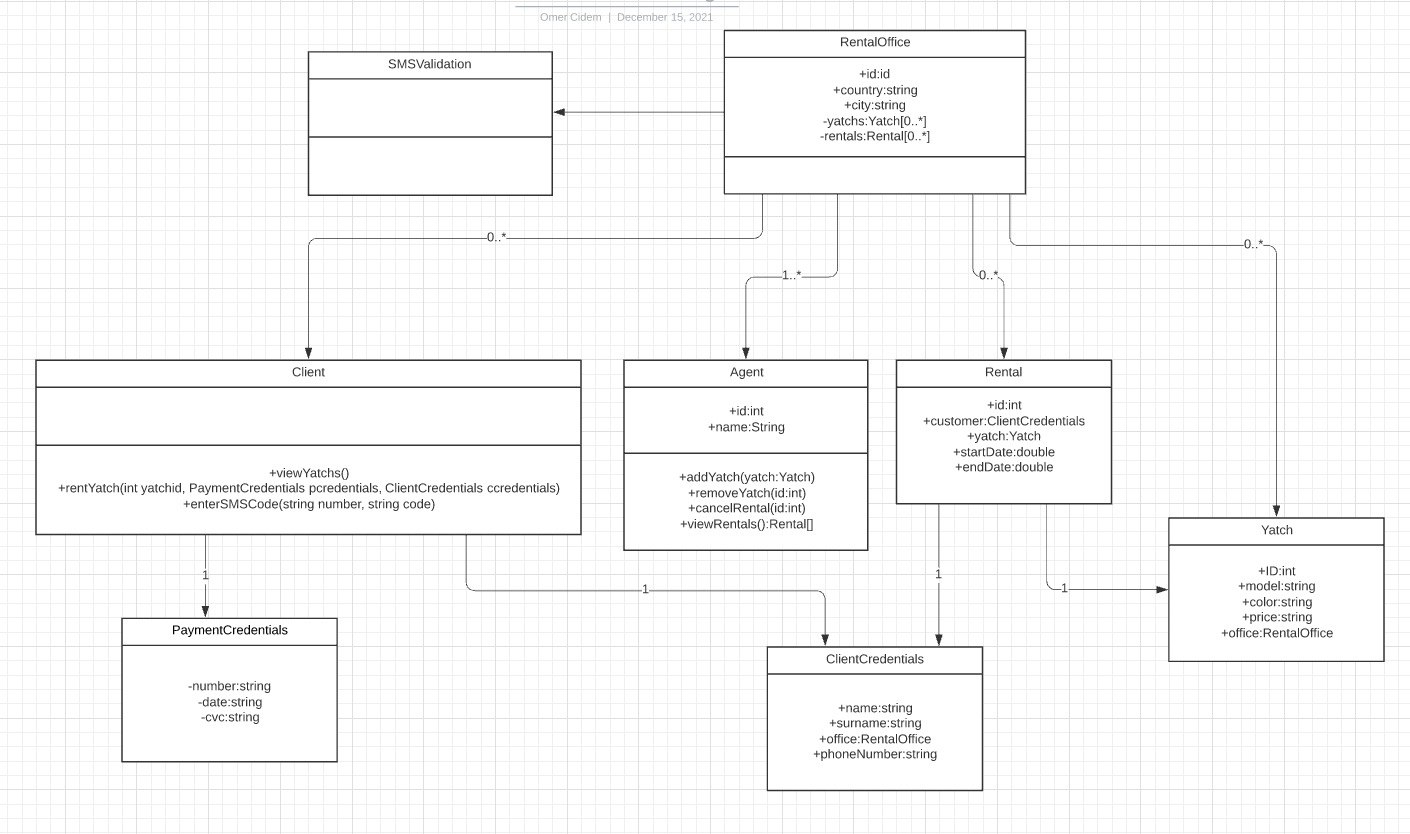 Omer Cidem | December 15, 2021
SMSValidation
RentalOffice
+id:id
+country:string
+city:string
-yatchs:Yatch[0..*]
-rentals:Rental[0..*]
0..*
1..*
0..*
0..*
Client
+viewYatchs()
+rentYatch(int yatchid, PaymentCredentials pcredentials, ClientCredentials ccredentials)
+enterSMSCode(string number, string code)
Agent
+id:int
+name:String
+addYatch(yatch:Yatch)
+removeYatch(id:int)
+cancelRental(id:int)
+viewRentals():Rental[]
Rental
+id:int
+customer:ClientCredentials
+yatch:Yatch
+startDate:double
+endDate:double
Yatch
+ID:int
+model:string
+color:string
+price:string
+office:RentalOffice
1
1
1
1
PaymentCredentials
-number:string
-date:string
-cvc:string
ClientCredentials
+name:string
+surname:string
+office:RentalOffice
+phoneNumber:string